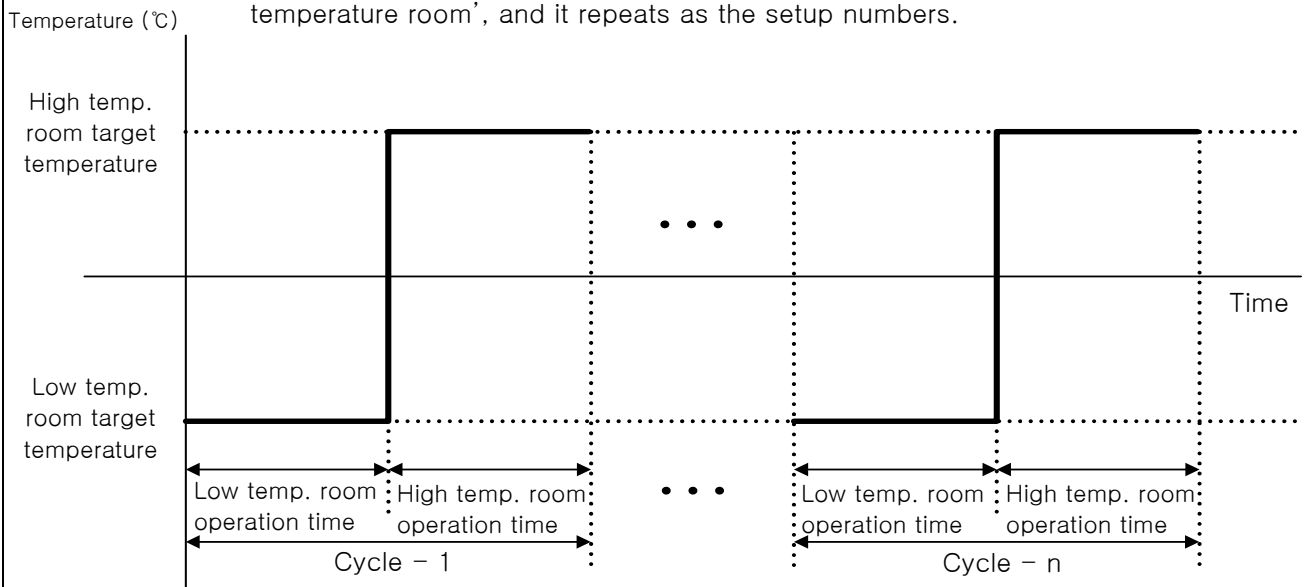 temperature room', and it repeats as the setup numbers.
Temperature (℃)
High temp.
room target
temperature
• • •
Time
Low temp.
room target
temperature
Low temp. room
operation time
High temp. room
operation time
• • •
Low temp. room
operation time
High temp. room
operation time
Cycle - 1
Cycle - n